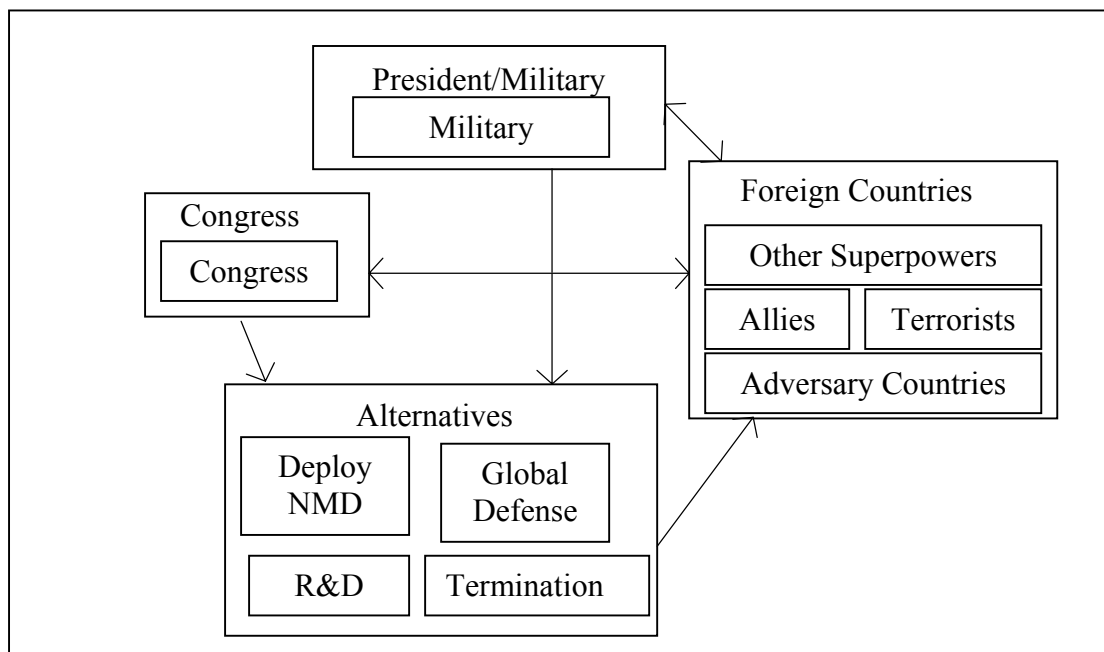 President/Military
Military
Congress
Congress
Foreign Countries
Other Superpowers
Allies
Terrorists
Adversary Countries
Alternatives
Deploy
NMD
Global
Defense
R&D
Termination